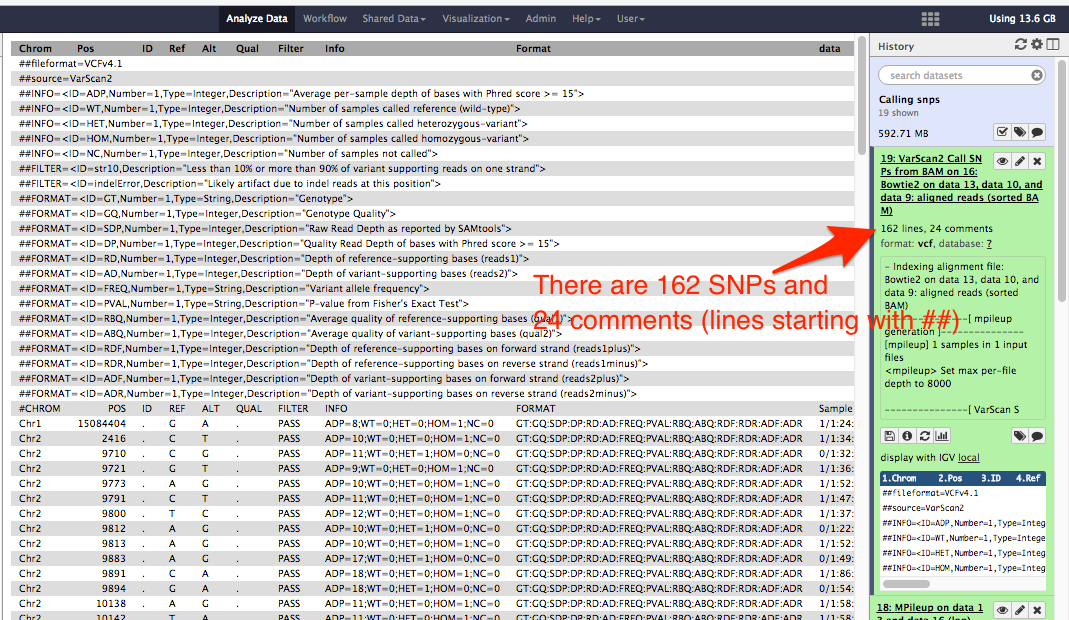 Analyze Data Workflow Shared Data Visualization Admin Help User Using 13.6 GB
Chrom Pos ID Ref Alt Qual Filter Info Format data
##fileformat=VCFv4.1
##source=VarScan2
##INFO=<ID=ADP,Number=1,Type=Integer,Description="Average per-sample depth of bases with Phred score >= 15">
##INFO=<ID=WT,Number=1,Type=Integer,Description="Number of samples called reference (wild-type)">
##INFO=<ID=HET,Number=1,Type=Integer,Description="Number of samples called heterozygous-variant">
##INFO=<ID=HOM,Number=1,Type=Integer,Description="Number of samples called homozygous-variant">
##INFO=<ID=NC,Number=1,Type=Integer,Description="Number of samples not called">
##FILTER=<ID=str10,Description="Less than 10% or more than 90% of variant supporting reads on one strand">
##FILTER=<ID=indelError,Description="Likely artifact due to indel reads at this position">
##FORMAT=<ID=GT,Number=1,Type=String,Description="Genotype">
##FORMAT=<ID=GQ,Number=1,Type=Integer,Description="Genotype Quality">
##FORMAT=<ID=SDP,Number=1,Type=Integer,Description="Raw Read Depth as reported by SAMtools">
##FORMAT=<ID=DP,Number=1,Type=Integer,Description="Quality Read Depth of bases with Phred score >= 15">
##FORMAT=<ID=RD,Number=1,Type=Integer,Description="Depth of reference-supporting bases (reads1)">
##FORMAT=<ID=AD,Number=1,Type=Integer,Description="Depth of variant-supporting bases (reads2)">
##FORMAT=<ID=FREQ,Number=1,Type=String,Description="Variant allele frequency">
##FORMAT=<ID=PVAL,Number=1,Type=String,Description="P-value from Fisher's Exact Test">
##FORMAT=<ID=RBQ,Number=1,Type=Integer,Description="Average quality of reference-supporting bases (qual1)">
##FORMAT=<ID=ABQ,Number=1,Type=Integer,Description="Average quality of variant-supporting bases (qual2)">
##FORMAT=<ID=RDF,Number=1,Type=Integer,Description="Depth of reference-supporting bases on forward strand (reads1plus)">
##FORMAT=<ID=RDR,Number=1,Type=Integer,Description="Depth of reference-supporting bases on reverse strand (reads1minus)">
##FORMAT=<ID=ADF,Number=1,Type=Integer,Description="Depth of variant-supporting bases on forward strand (reads2plus)">
##FORMAT=<ID=ADR,Number=1,Type=Integer,Description="Depth of variant-supporting bases on reverse strand (reads2minus)">
#CHROM POS ID REF ALT QUAL FILTER INFO FORMAT Sample
Chr1 15084404 . G A . PASS ADP=8;WT=0;HET=0;HOM=1;NC=0 GT:GQ:SDP:DP:RD:AD:FREQ:PVAL:RBQ:ABQ:RDF:RDR:ADF:ADR 1/1:24:
Chr2 2416 . C T . PASS ADP=10;WT=0;HET=0;HOM=1;NC=0 GT:GQ:SDP:DP:RD:AD:FREQ:PVAL:RBQ:ABQ:RDF:RDR:ADF:ADR 1/1:34:
Chr2 9710 . C G . PASS ADP=11;WT=0;HET=1;HOM=0;NC=0 GT:GQ:SDP:DP:RD:AD:FREQ:PVAL:RBQ:ABQ:RDF:RDR:ADF:ADR 0/1:32:
Chr2 9721 . G T . PASS ADP=9;WT=0;HET=0;HOM=1;NC=0 GT:GQ:SDP:DP:RD:AD:FREQ:PVAL:RBQ:ABQ:RDF:RDR:ADF:ADR 1/1:36:
Chr2 9773 . A G . PASS ADP=10;WT=0;HET=0;HOM=1;NC=0 GT:GQ:SDP:DP:RD:AD:FREQ:PVAL:RBQ:ABQ:RDF:RDR:ADF:ADR 1/1:52:
Chr2 9791 . C T . PASS ADP=11;WT=0;HET=0;HOM=1;NC=0 GT:GQ:SDP:DP:RD:AD:FREQ:PVAL:RBQ:ABQ:RDF:RDR:ADF:ADR 1/1:47:
Chr2 9800 . T C . PASS ADP=12;WT=0;HET=0;HOM=1;NC=0 GT:GQ:SDP:DP:RD:AD:FREQ:PVAL:RBQ:ABQ:RDF:RDR:ADF:ADR 1/1:37:
Chr2 9812 . A G . PASS ADP=10;WT=0;HET=1;HOM=0;NC=0 GT:GQ:SDP:DP:RD:AD:FREQ:PVAL:RBQ:ABQ:RDF:RDR:ADF:ADR 0/1:22:
Chr2 9813 . A G . PASS ADP=10;WT=0;HET=0;HOM=1;NC=0 GT:GQ:SDP:DP:RD:AD:FREQ:PVAL:RBQ:ABQ:RDF:RDR:ADF:ADR 1/1:52:
Chr2 9883 . A G . PASS ADP=17;WT=0;HET=1;HOM=0;NC=0 GT:GQ:SDP:DP:RD:AD:FREQ:PVAL:RBQ:ABQ:RDF:RDR:ADF:ADR 0/1:49:
Chr2 9891 . C A . PASS ADP=18;WT=0;HET=0;HOM=1;NC=0 GT:GQ:SDP:DP:RD:AD:FREQ:PVAL:RBQ:ABQ:RDF:RDR:ADF:ADR 1/1:86:
Chr2 9894 . G A . PASS ADP=18;WT=0;HET=1;HOM=0;NC=0 GT:GQ:SDP:DP:RD:AD:FREQ:PVAL:RBQ:ABQ:RDF:RDR:ADF:ADR 0/1:54:
Chr2 10138 . A G . PASS ADP=11;WT=0;HET=0;HOM=1;NC=0 GT:GQ:SDP:DP:RD:AD:FREQ:PVAL:RBQ:ABQ:RDF:RDR:ADF:ADR 1/1:58:
There are 162 SNPs and
24 comments (lines starting with ##)
History
search datasets
Calling snps
19 shown
592.71 MB
19: VarScan2 Call SN
Ps from BAM on 16:
Bowtie2 on data 13, data 10, and
data 9: aligned reads (sorted BA
M)
162 lines, 24 comments
format: vcf, database: ?
- Indexing alignment file:
Bowtie2 on data 13, data 10, and
data 9: aligned reads (sorted
BAM)
[ mpileup
generation ]----------------
[mpileup] 1 samples in 1 input
files
<mpileup> Set max per-file
depth to 8000
----------------[ VarScan S
display with IGV local
1.Chrom 2.Pos 3.ID 4.Ref
##fileformat=VCFv4.1
##source=VarScan2
##INFO=<ID=ADP,Number=1,Type=Integ
##INFO=<ID=WT,Number=1,Type=Intege
##INFO=<ID=HET,Number=1,Type=Integ
##INFO=<ID=HOM,Number=1,Type=Integ
18: MPileup on data 1